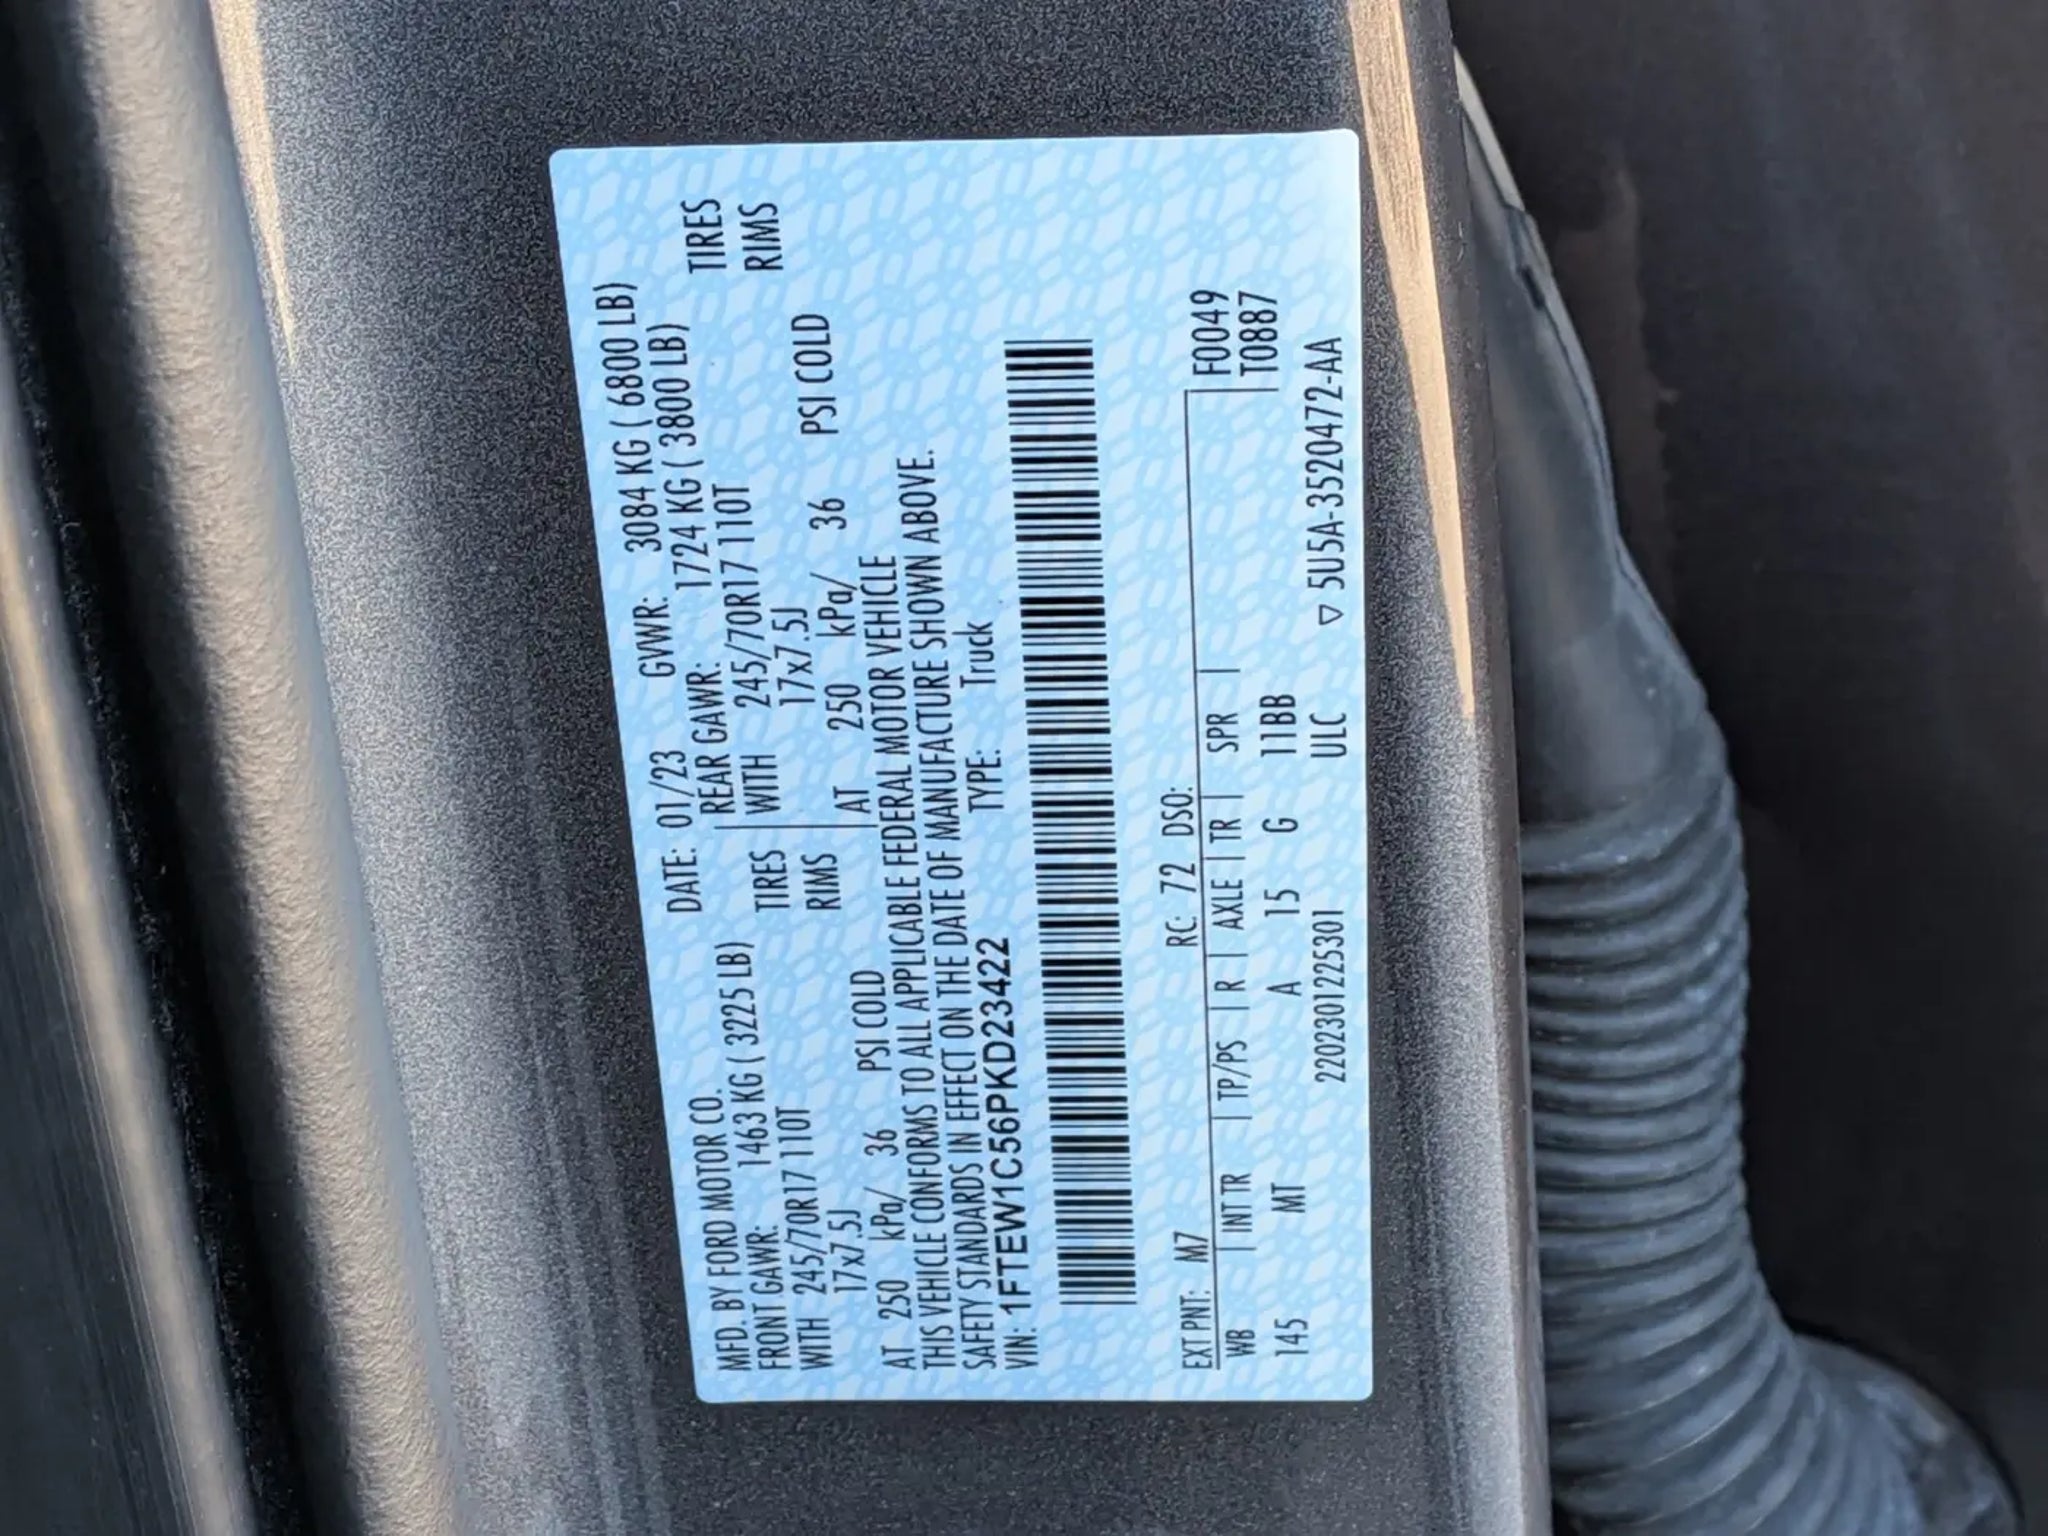 MFD. BY FORD MOTOR CO. DATE: 01/23 GVWR: 3084 KG ( 6800 LB)
FRONT GAWR: 1463 KG ( 3225 LB) REAR GAWR: 1724 KG ( 3800 LB)
WITH 245/70R17 110T TIRES WITH 245/70R17 110T TIRES
17x7.5J RIMS 17x7.5J RIMS
AT 250 kPa/ 36 PSI COLD AT 250 kPa/ 36 PSI COLD
THIS VEHICLE CONFORMS TO ALL APPLICABLE FEDERAL MOTOR VEHICLE
SAFETY STANDARDS IN EFFECT ON THE DATE OF MANUFACTURE SHOWN ABOVE.
VIN: 1FTEW1C56PKD23422 TYPE: Truck
EXT PNT: M7 RC: 72 DSO:
WB | INT TR | TP/PS | R | AXLE | TR | SPR | F0049
145 MT A 15 G 11BB T0887
2202301225301 ULC ▽ 5U5A-3520472-AA